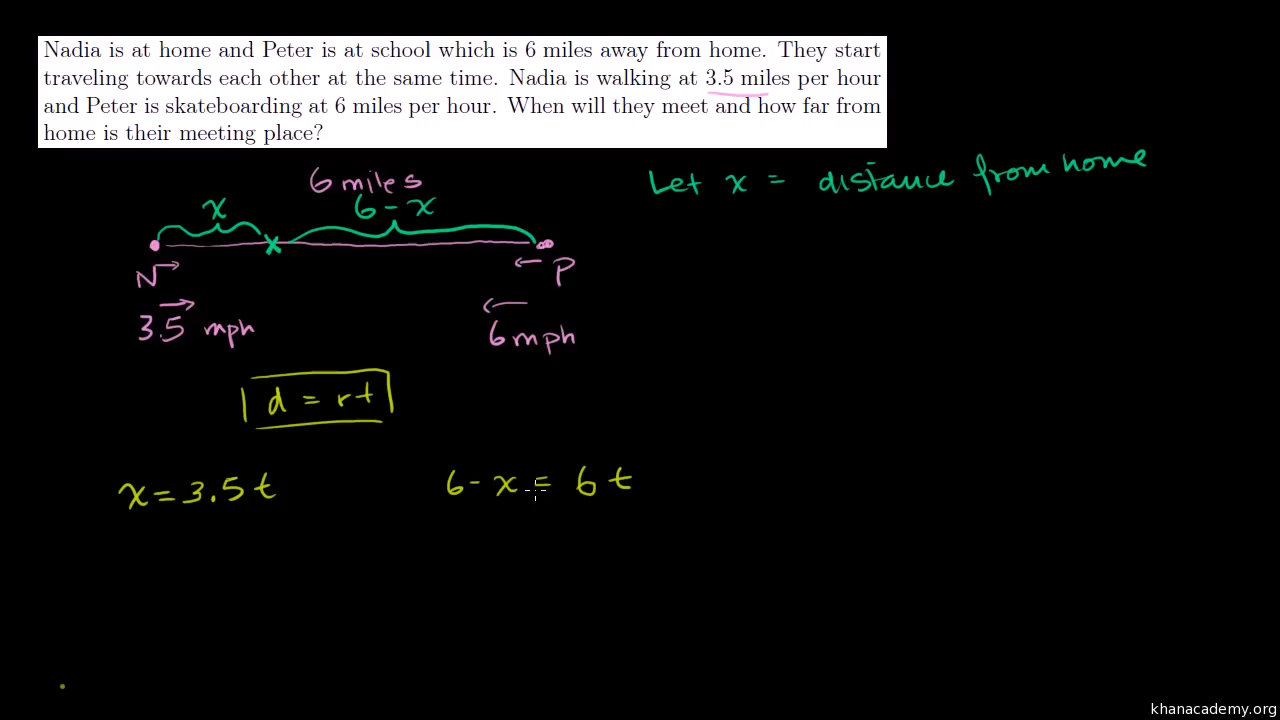 Nadia is at home and Peter is at school which is 6 miles away from home. They start
traveling towards each other at the same time. Nadia is walking at 3.5 miles per hour
and Peter is skateboarding at 6 miles per hour. When will they meet and how far from
home is their meeting place?
6 miles
Let x = distance from home
x 6 - x
x
N P
3.5 mph 6 mph
d = rt
x = 3.5t 6 - x = 6t
khanacademy.org